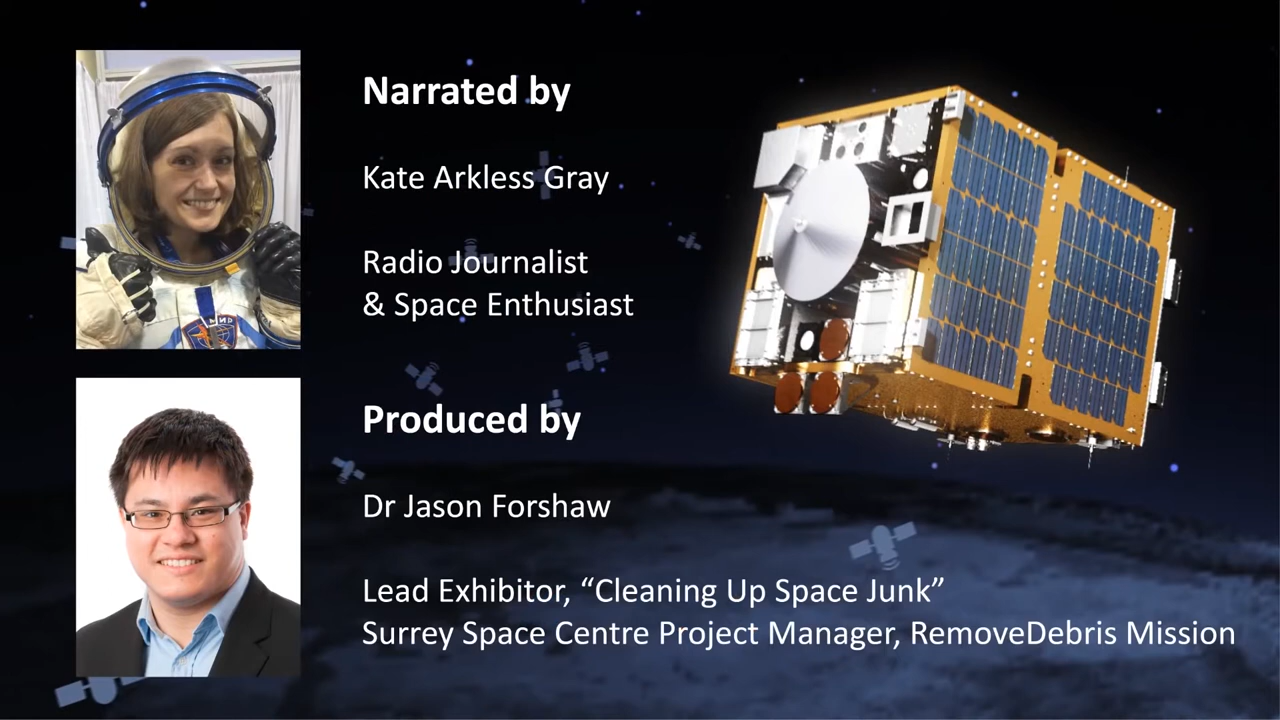 Narrated by
Kate Arkless Gray
Radio Journalist
& Space Enthusiast
Produced by
Dr Jason Forshaw
Lead Exhibitor, “Cleaning Up Space Junk”
Surrey Space Centre Project Manager, RemoveDebris Mission